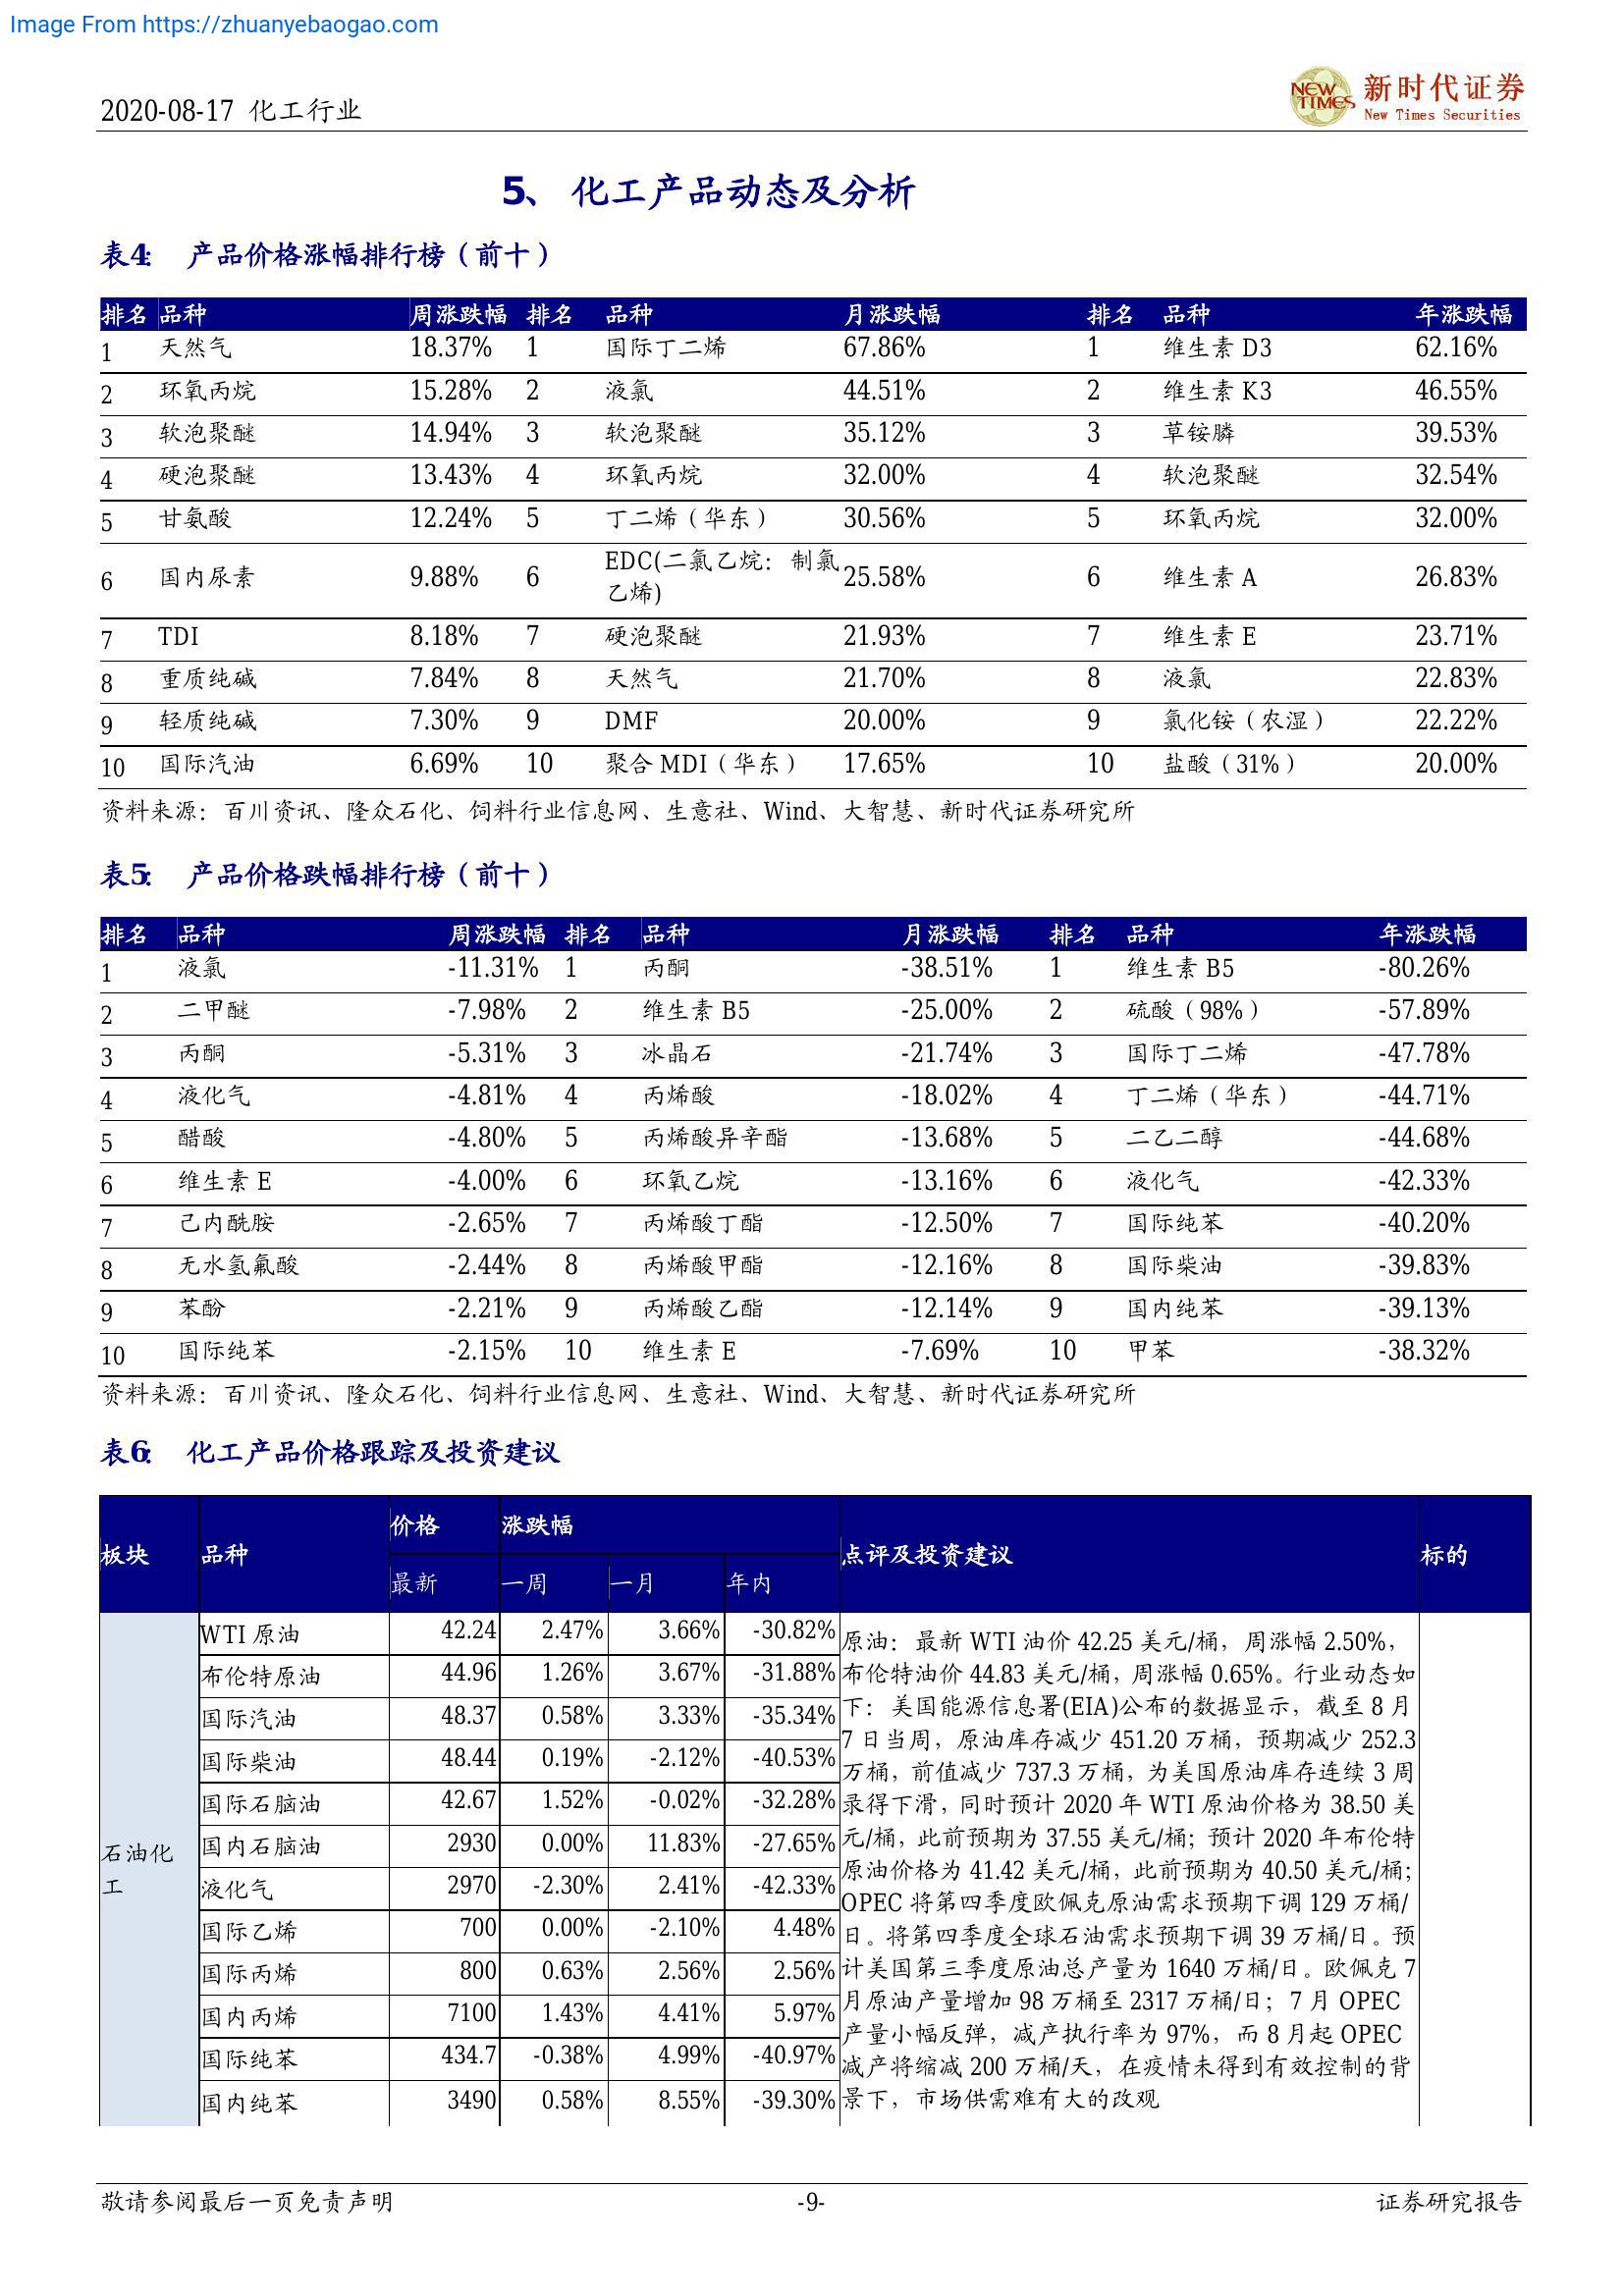 Image From https://zhuanyebaogao.com
2020-08-17 化工行业
NEW TIMES
新时代证券
New Times Securities
5、 化工产品动态及分析
表4: 产品价格涨幅排行榜（前十）
排名 品种 周涨跌幅 排名 品种 月涨跌幅 排名 品种 年涨跌幅
1 天然气 18.37% 1 国际丁二烯 67.86% 1 维生素 D3 62.16%
2 环氧丙烷 15.28% 2 液氯 44.51% 2 维生素 K3 46.55%
3 软泡聚醚 14.94% 3 软泡聚醚 35.12% 3 草铵膦 39.53%
4 硬泡聚醚 13.43% 4 环氧丙烷 32.00% 4 软泡聚醚 32.54%
5 甘氨酸 12.24% 5 丁二烯（华东） 30.56% 5 环氧丙烷 32.00%
6 国内尿素 9.88% 6 EDC(二氯乙烷：制氯乙烯) 25.58% 6 维生素 A 26.83%
7 TDI 8.18% 7 硬泡聚醚 21.93% 7 维生素 E 23.71%
8 重质纯碱 7.84% 8 天然气 21.70% 8 液氯 22.83%
9 轻质纯碱 7.30% 9 DMF 20.00% 9 氯化铵（农湿） 22.22%
10 国际汽油 6.69% 10 聚合 MDI（华东） 17.65% 10 盐酸（31%） 20.00%
资料来源：百川资讯、隆众石化、饲料行业信息网、生意社、Wind、大智慧、新时代证券研究所
表5: 产品价格跌幅排行榜（前十）
排名 品种 周涨跌幅 排名 品种 月涨跌幅 排名 品种 年涨跌幅
1 液氯 -11.31% 1 丙酮 -38.51% 1 维生素 B5 -80.26%
2 二甲醚 -7.98% 2 维生素 B5 -25.00% 2 硫酸（98%） -57.89%
3 丙酮 -5.31% 3 冰晶石 -21.74% 3 国际丁二烯 -47.78%
4 液化气 -4.81% 4 丙烯酸 -18.02% 4 丁二烯（华东） -44.71%
5 醋酸 -4.80% 5 丙烯酸异辛酯 -13.68% 5 二乙二醇 -44.68%
6 维生素 E -4.00% 6 环氧乙烷 -13.16% 6 液化气 -42.33%
7 己内酰胺 -2.65% 7 丙烯酸丁酯 -12.50% 7 国际纯苯 -40.20%
8 无水氢氟酸 -2.44% 8 丙烯酸甲酯 -12.16% 8 国际柴油 -39.83%
9 苯酚 -2.21% 9 丙烯酸乙酯 -12.14% 9 国内纯苯 -39.13%
10 国际纯苯 -2.15% 10 维生素 E -7.69% 10 甲苯 -38.32%
资料来源：百川资讯、隆众石化、饲料行业信息网、生意社、Wind、大智慧、新时代证券研究所
表6: 化工产品价格跟踪及投资建议
板块 品种 价格 涨跌幅 点评及投资建议 标的
最新 一周 一月 年内
石油化工
WTI 原油 42.24 2.47% 3.66% -30.82%
布伦特原油 44.96 1.26% 3.67% -31.88%
国际汽油 48.37 0.58% 3.33% -35.34%
国际柴油 48.44 0.19% -2.12% -40.53%
国际石脑油 42.67 1.52% -0.02% -32.28%
国内石脑油 2930 0.00% 11.83% -27.65%
液化气 2970 -2.30% 2.41% -42.33%
国际乙烯 700 0.00% -2.10% 4.48%
国际丙烯 800 0.63% 2.56% 2.56%
国内丙烯 7100 1.43% 4.41% 5.97%
国际纯苯 434.7 -0.38% 4.99% -40.97%
国内纯苯 3490 0.58% 8.55% -39.30%
原油：最新 WTI 油价 42.25 美元/桶，周涨幅 2.50%，
布伦特油价 44.83 美元/桶，周涨幅 0.65%。行业动态如
下：美国能源信息署(EIA)公布的数据显示，截至 8 月
7 日当周，原油库存减少 451.20 万桶，预期减少 252.3
万桶，前值减少 737.3 万桶，为美国原油库存连续 3 周
录得下滑，同时预计 2020 年 WTI 原油价格为 38.50 美
元/桶，此前预期为 37.55 美元/桶；预计 2020 年布伦特
原油价格为 41.42 美元/桶，此前预期为 40.50 美元/桶；
OPEC 将第四季度欧佩克原油需求预期下调 129 万桶/
日。将第四季度全球石油需求预期下调 39 万桶/日。预
计美国第三季度原油总产量为 1640 万桶/日。欧佩克 7
月原油产量增加 98 万桶至 2317 万桶/日；7 月 OPEC
产量小幅反弹，减产执行率为 97%，而 8 月起 OPEC
减产将缩减 200 万桶/天，在疫情未得到有效控制的背
景下，市场供需难有大的改观
敬请参阅最后一页免责声明 -9- 证券研究报告